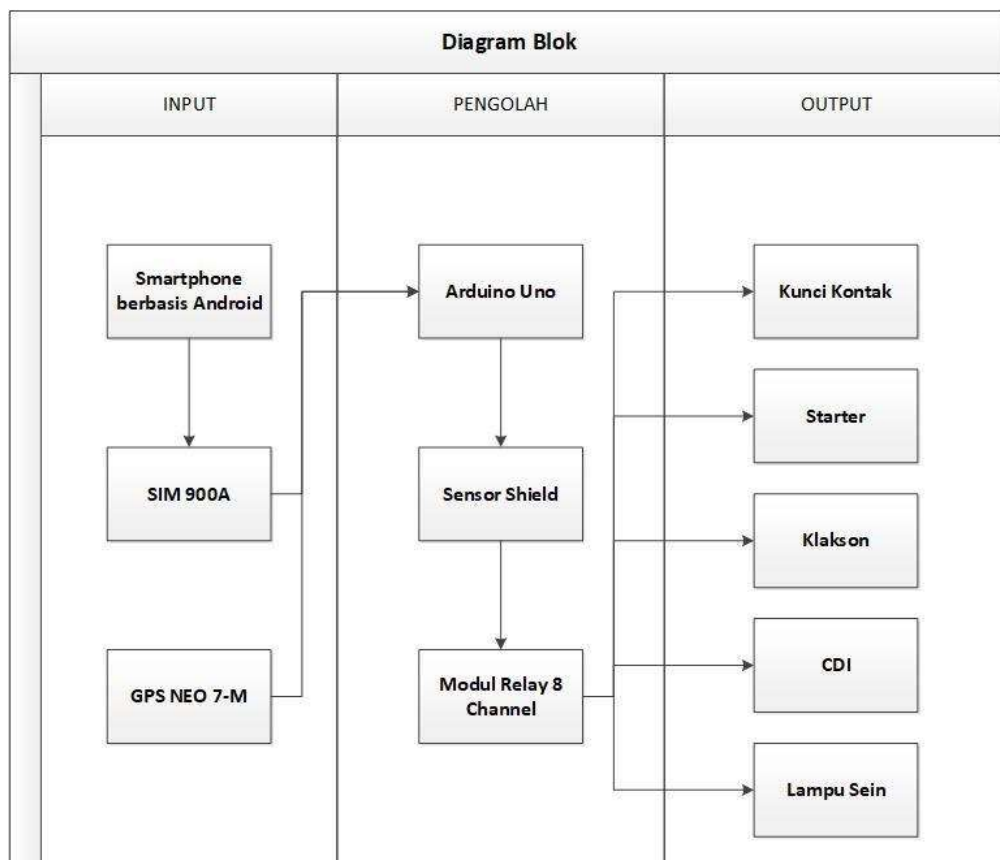 Diagram Blok
INPUT
PENGOLAH
OUTPUT
Smartphone
berbasis Android
SIM 900A
GPS NEO 7-M
Arduino Uno
Sensor Shield
Modul Relay 8
Channel
Kunci Kontak
Starter
Klakson
CDI
Lampu Sein